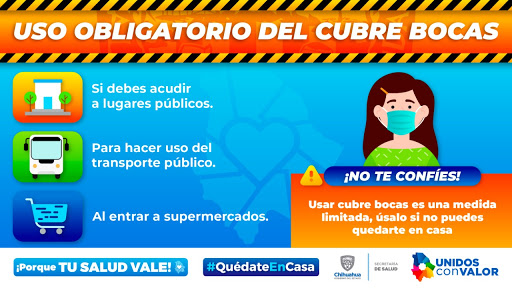 USO OBLIGATORIO DEL CUBRE BOCAS
Si debes acudir
a lugares públicos.
Para hacer uso del
transporte público.
Al entrar a supermercados.
¡NO TE CONFÍES!
Usar cubre bocas es una medida
limitada, úsalo si no puedes
quedarte en casa
¡Porque TU SALUD VALE!
#QuédateEnCasa
Chihuahua
SECRETARÍA
DE SALUD
UNIDOS
conVALOR